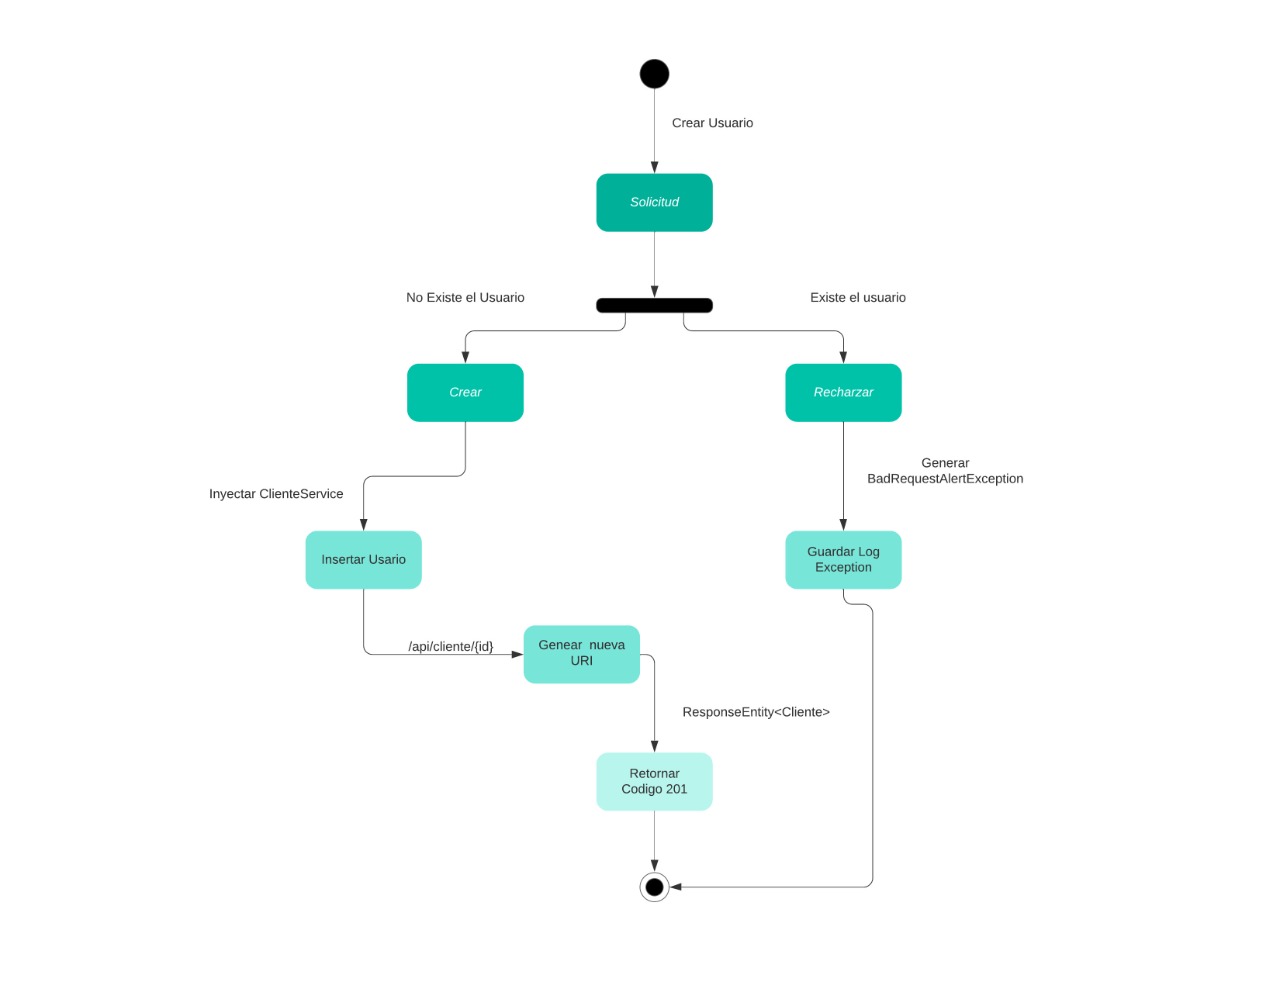 Crear Usuario
Solicitud
No Existe el Usuario
Existe el usuario
Crear
Recharzar
Generar
BadRequestAlertException
Inyectar ClienteService
Insertar Usario
Guardar Log
Exception
/api/cliente/{id}
Genear  nueva
URI
ResponseEntity<Cliente>
Retornar
Codigo 201